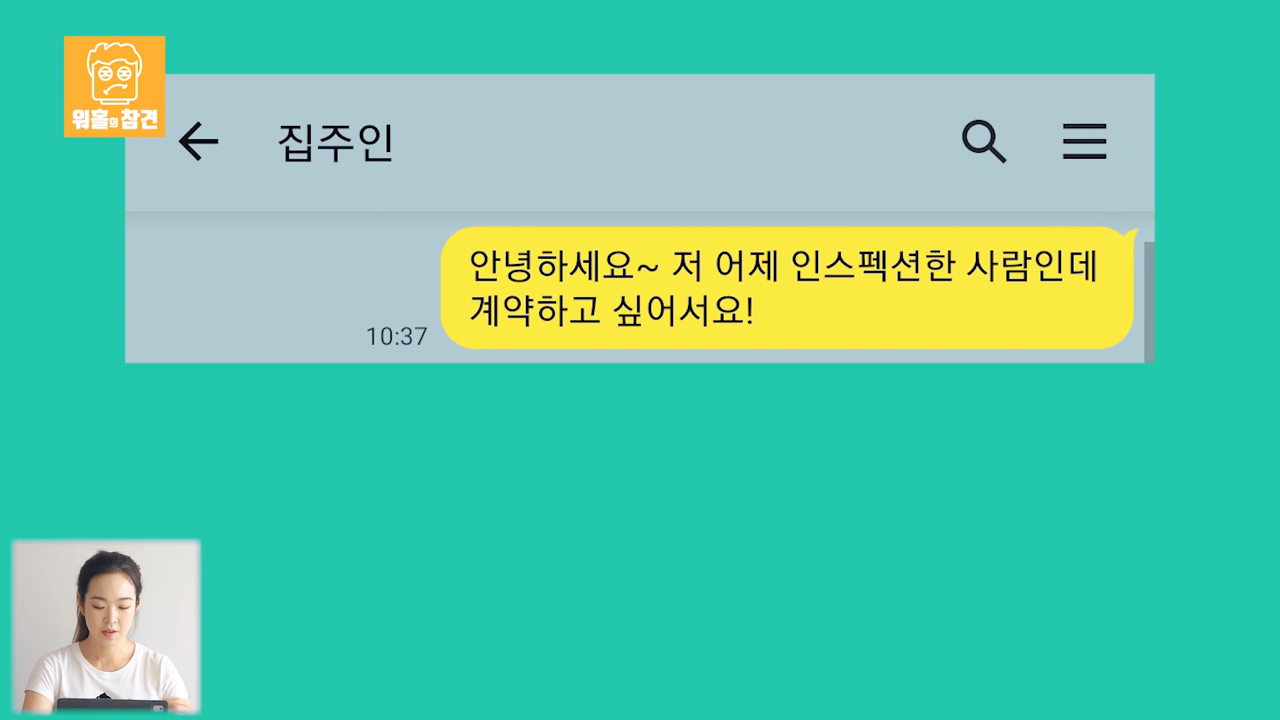 워홀의 참견
집주인
안녕하세요~ 저 어제 인스펙션한 사람인데
계약하고 싶어서요!
10:37